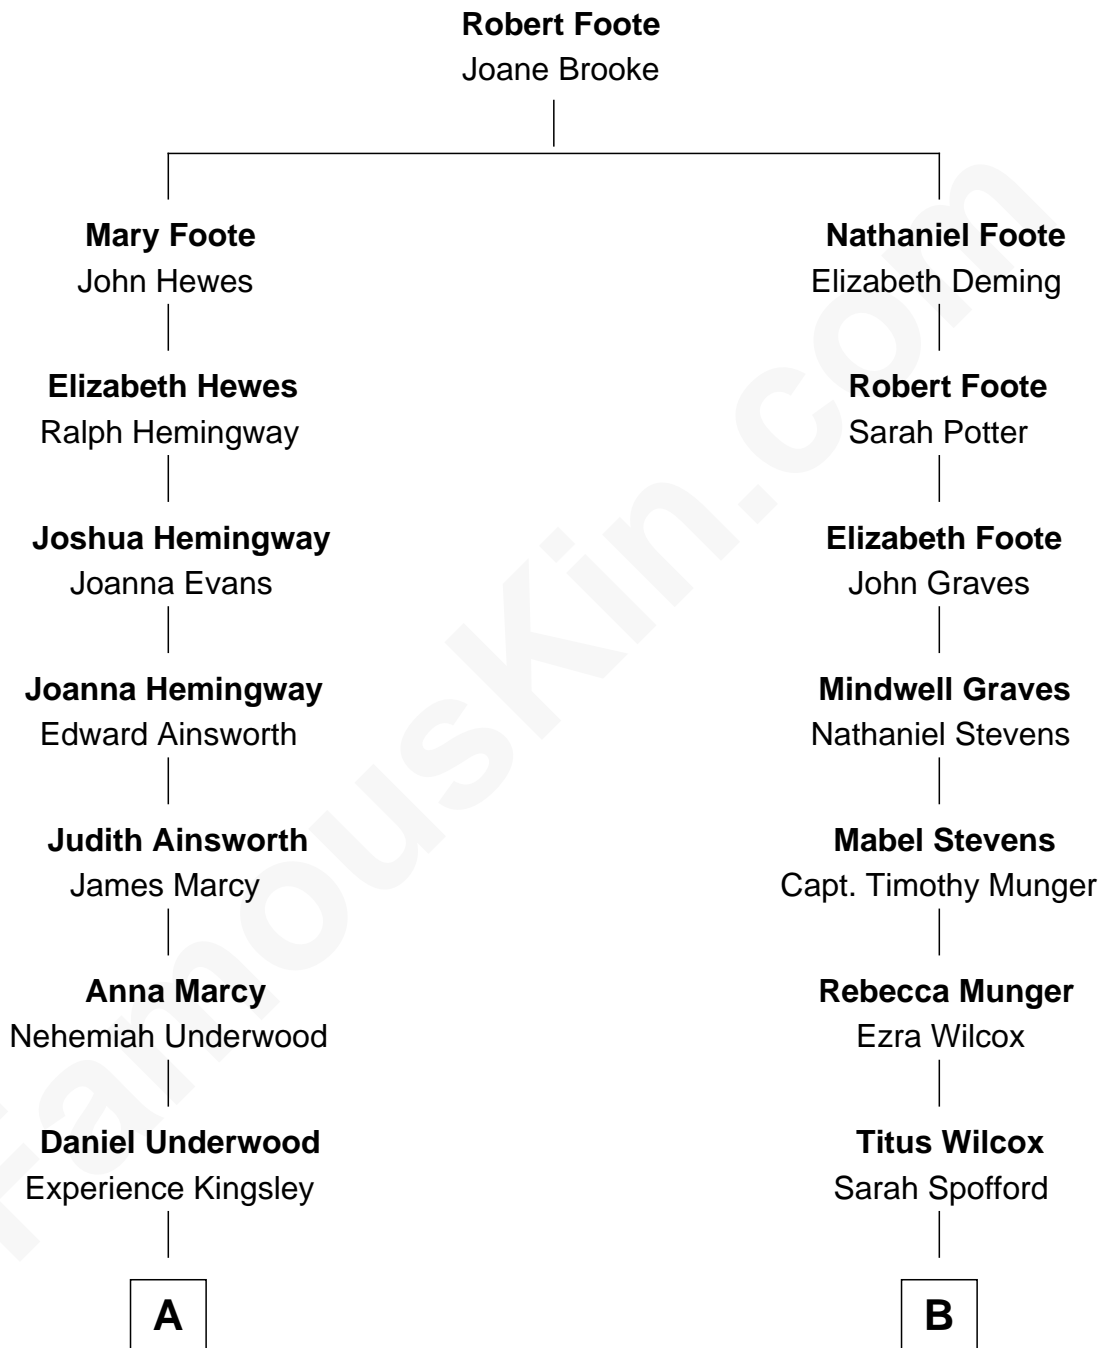 Robert Foote
Joane Brooke
Mary Foote
John Hewes
Elizabeth Hewes
Ralph Hemingway
Joshua Hemingway
Joanna Evans
Joanna Hemingway
Edward Ainsworth
Judith Ainsworth
James Marcy
Anna Marcy
Nehemiah Underwood
Daniel Underwood
Experience Kingsley
A
Nathaniel Foote
Elizabeth Deming
Robert Foote
Sarah Potter
Elizabeth Foote
John Graves
Mindwell Graves
Nathaniel Stevens
Mabel Stevens
Capt. Timothy Munger
Rebecca Munger
Ezra Wilcox
Titus Wilcox
Sarah Spofford
B
FamousKin.com